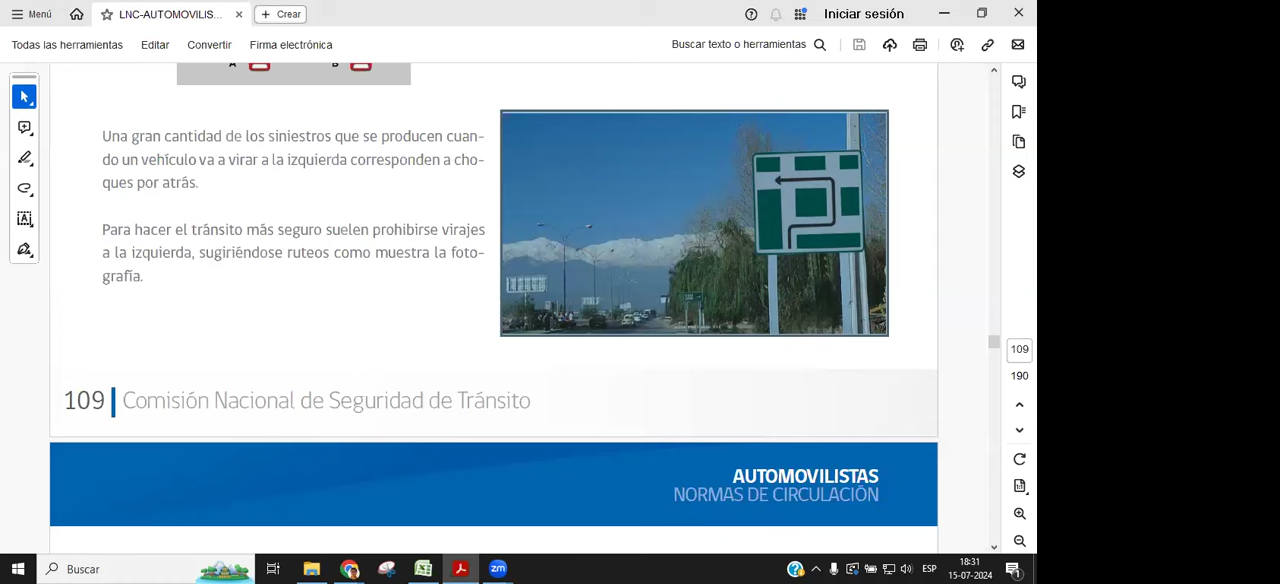 Menú
LNC-AUTOMOVILIS...
Crear
Iniciar sesión
Todas las herramientas
Editar
Convertir
Firma electrónica
Buscar texto o herramientas
A B
Una gran cantidad de los siniestros que se producen cuan-
do un vehículo va a virar a la izquierda corresponden a cho-
ques por atrás.
Para hacer el tránsito más seguro suelen prohibirse virajes
a la izquierda, sugiriéndose ruteos como muestra la foto-
grafía.
109
190
109 Comisión Nacional de Seguridad de Tránsito
AUTOMOVILISTAS
NORMAS DE CIRCULACIÓN
Buscar
zm
ESP
18:31
15-07-2024
1